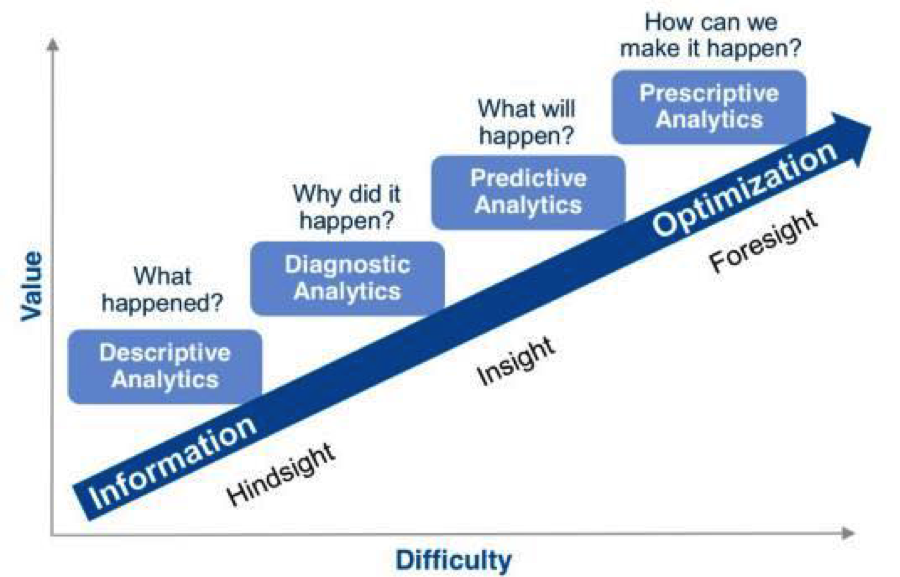 How can we
make it happen?
Prescriptive
Analytics
What will
happen?
Predictive
Analytics
Why did it
happen?
Diagnostic
Analytics
What
happened?
Descriptive
Analytics
Value
Information
Optimization
Hindsight
Insight
Foresight
Difficulty